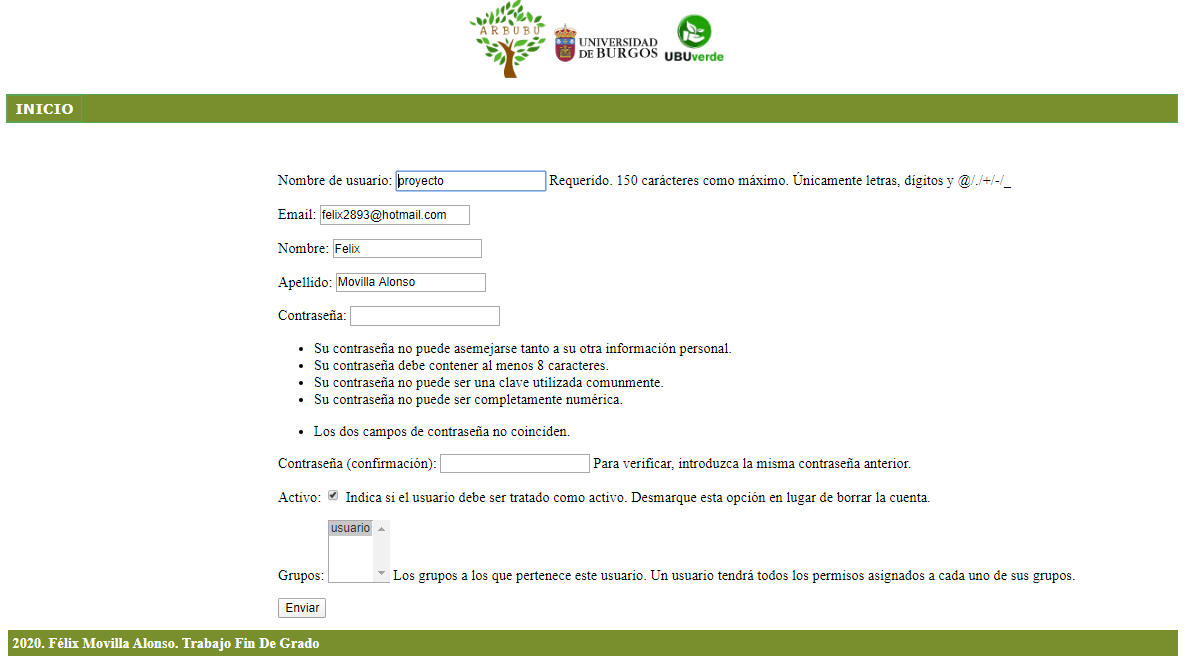 ARBUBU
UNIVERSIDAD
DE BURGOS
UBUverde
INICIO
Nombre de usuario: proyecto Requerido. 150 carácteres como máximo. Únicamente letras, dígitos y @/./+/-/_
Email: felix2893@hotmail.com
Nombre: Felix
Apellido: Movilla Alonso
Contraseña:
• Su contraseña no puede asemejarse tanto a su otra información personal.
• Su contraseña debe contener al menos 8 caracteres.
• Su contraseña no puede ser una clave utilizada comunmente.
• Su contraseña no puede ser completamente numérica.
• Los dos campos de contraseña no coinciden.
Contraseña (confirmación): Para verificar, introduzca la misma contraseña anterior.
Activo: Indica si el usuario debe ser tratado como activo. Desmarque esta opción en lugar de borrar la cuenta.
usuario
Grupos: Los grupos a los que pertenece este usuario. Un usuario tendrá todos los permisos asignados a cada uno de sus grupos.
Enviar
2020. Félix Movilla Alonso. Trabajo Fin De Grado